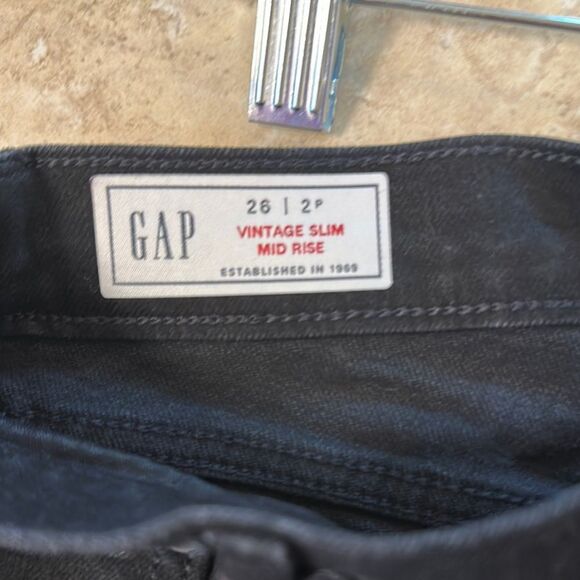 GAP
26 | 2P
VINTAGE SLIM
MID RISE
ESTABLISHED IN 1969